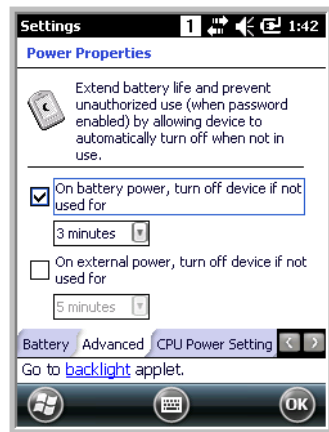 Settings 1 1:42
Power Properties
Extend battery life and prevent
unauthorized use (when password
enabled) by allowing device to
automatically turn off when not in
use.
On battery power, turn off device if not
used for
3 minutes
On external power, turn off device if not
used for
5 minutes
Battery Advanced CPU Power Setting
Go to backlight applet.
OK